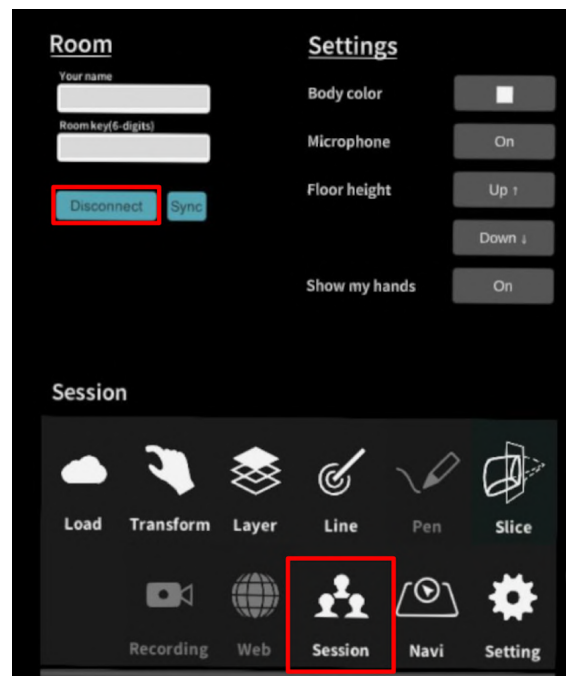 Room
Your name
Room key(6-digits)
Disconnect Sync
Settings
Body color
Microphone On
Floor height Up ↑
Down ↓
Show my hands On
Session
Load Transform Layer Line Pen Slice
Recording Web Session Navi Setting